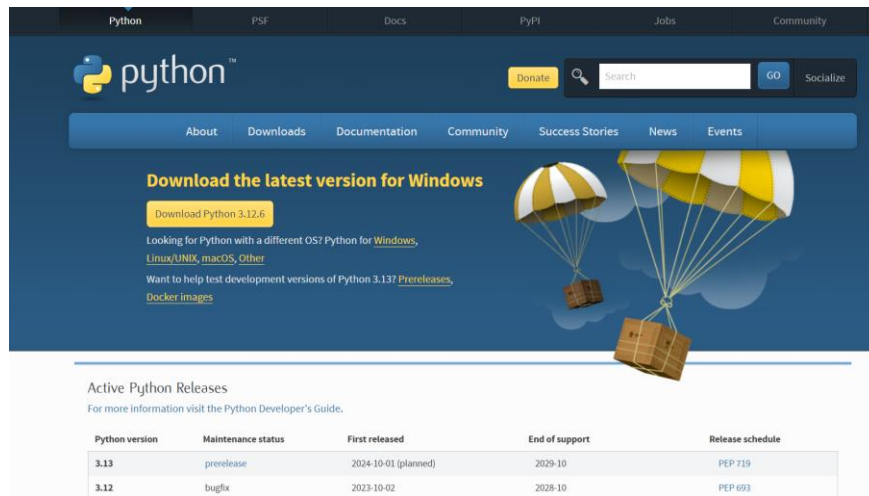 Python PSF Docs PyPI Jobs Community
python™
Donate Search GO Socialize
About Downloads Documentation Community Success Stories News Events
Download the latest version for Windows
Download Python 3.12.6
Looking for Python with a different OS? Python for Windows,
Linux/UNIX, macOS, Other
Want to help test development versions of Python 3.13? Prereleases,
Docker images
Active Python Releases
For more information visit the Python Developer's Guide.
Python version Maintenance status First released End of support Release schedule
3.13 prerelease 2024-10-01 (planned) 2029-10 PEP 719
3.12 bugfix 2023-10-02 2028-10 PEP 693